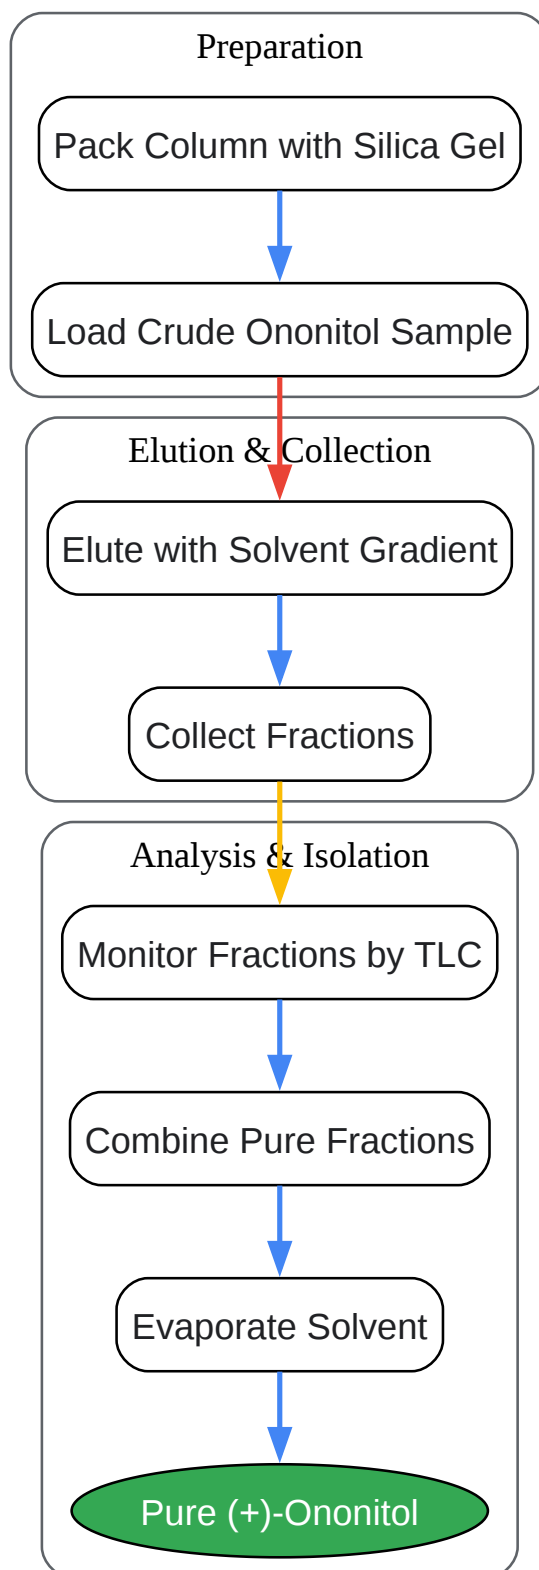 Preparation
Pack Column with Silica Gel
Load Crude Ononitol Sample
Elution & Collection
Elute with Solvent Gradient
Collect Fractions
Analysis & Isolation
Monitor Fractions by TLC
Combine Pure Fractions
Evaporate Solvent
Pure (+)-Ononitol